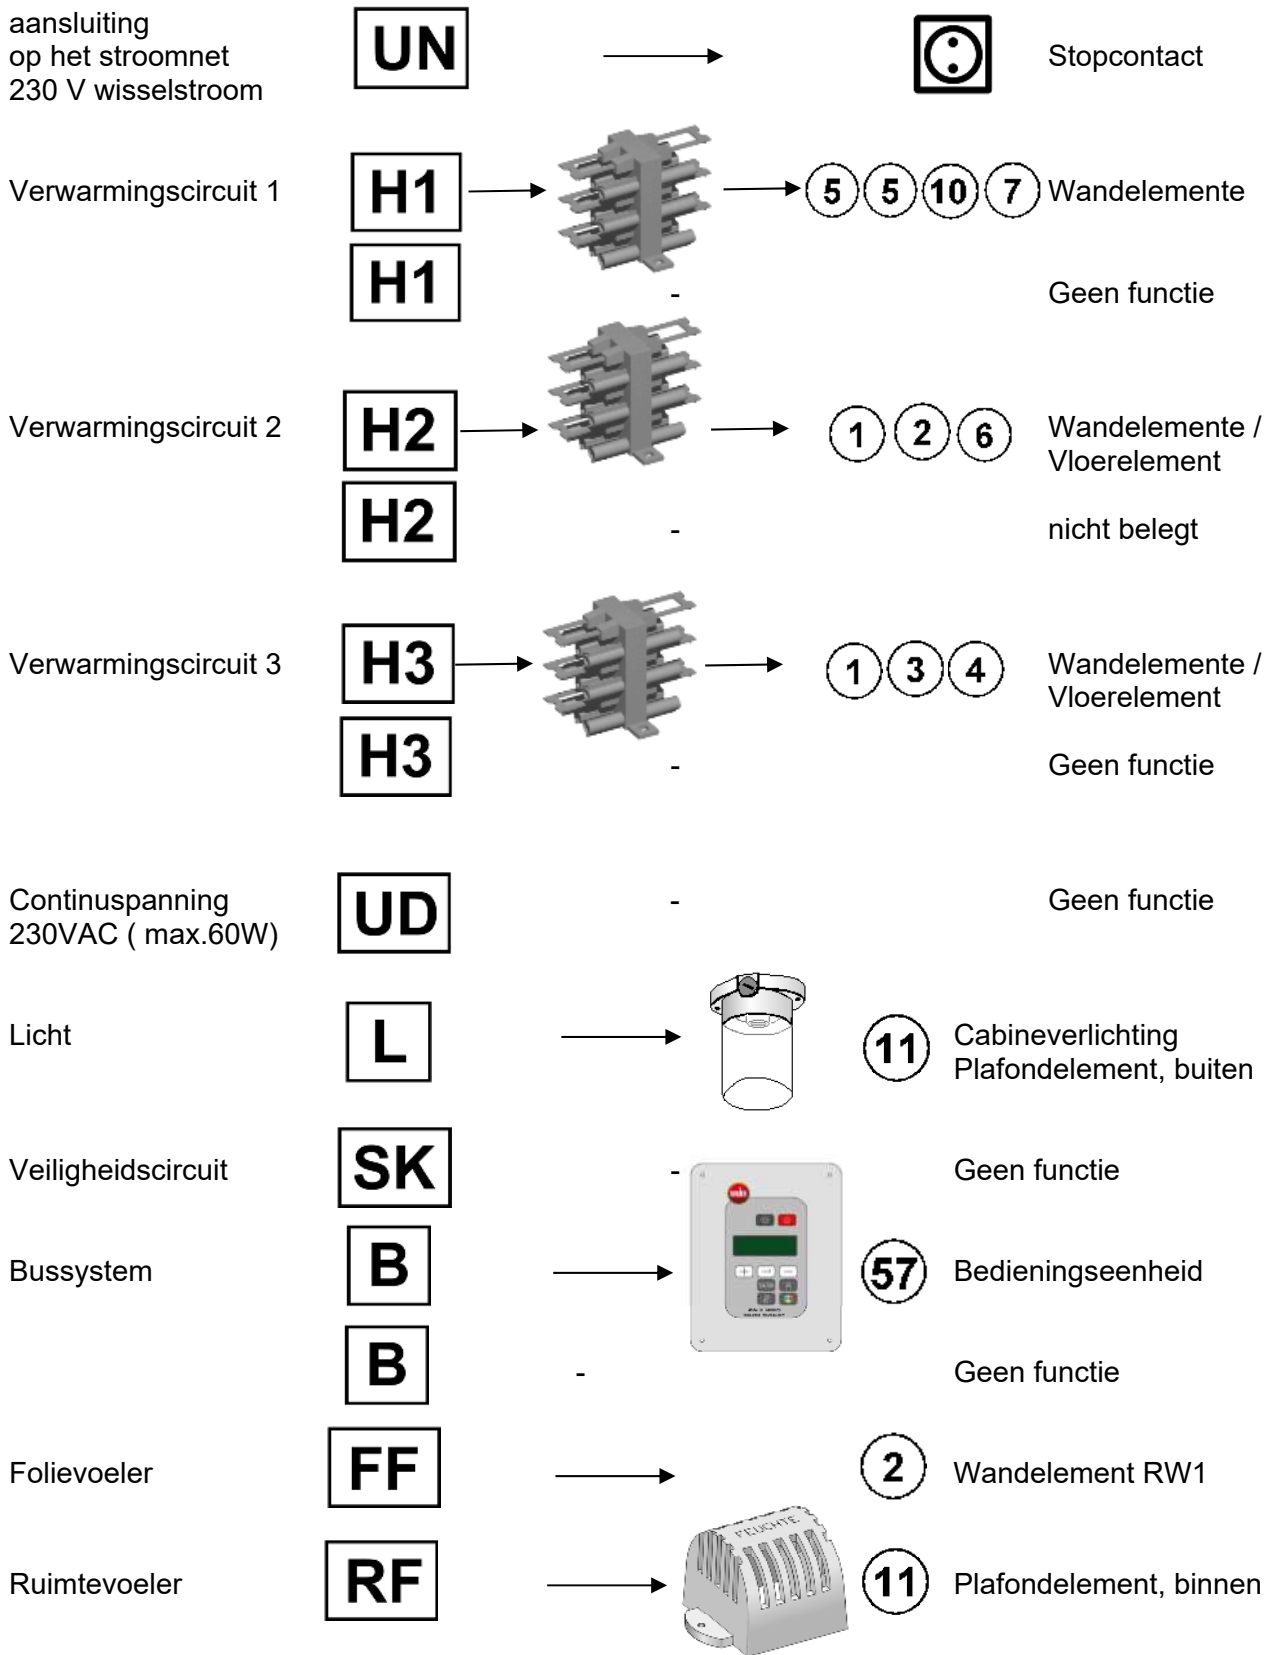 aansluiting
op het stroomnet
230 V wisselstroom
UN
Stopcontact
Verwarmingscircuit 1
H1
5 5 10 7
Wandelemente
H1
-
Geen functie
Verwarmingscircuit 2
H2
1 2 6
Wandelemente /
Vloerelement
H2
-
nicht belegt
Verwarmingscircuit 3
H3
1 3 4
Wandelemente /
Vloerelement
H3
-
Geen functie
Continuspanning
230VAC ( max.60W)
UD
-
Geen functie
Licht
L
11
Cabineverlichting
Plafondelement, buiten
Veiligheidscircuit
SK
-
Geen functie
Bussystem
B
57
Bedieningseenheid
B
-
Geen functie
Folievoeler
FF
2
Wandelement RW1
Ruimtevoeler
RF
FEUCHTE
11
Plafondelement, binnen